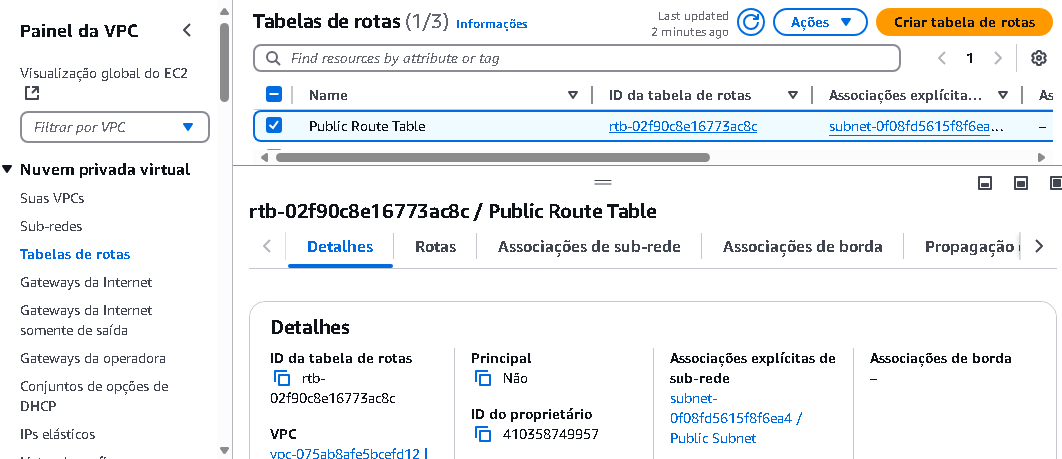 Painel da VPC
Visualização global do EC2
Filtrar por VPC
Nuvem privada virtual
Suas VPCs
Sub-redes
Tabelas de rotas
Gateways da Internet
Gateways da Internet
somente de saída
Gateways da operadora
Conjuntos de opções de
DHCP
IPs elásticos
Tabelas de rotas (1/3) Informações
Last updated
2 minutes ago
Ações
Criar tabela de rotas
Find resources by attribute or tag
1
Name ID da tabela de rotas Associações explícita... As
Public Route Table rtb-02f90c8e16773ac8c subnet-0f08fd5615f8f6ea... –
rtb-02f90c8e16773ac8c / Public Route Table
Detalhes Rotas Associações de sub-rede Associações de borda Propagação
Detalhes
ID da tabela de rotas
rtb-
02f90c8e16773ac8c
VPC
vpc-075ab8afe5bcefd12 |
Principal
Não
ID do proprietário
410358749957
Associações explícitas de
sub-rede
subnet-
0f08fd5615f8f6ea4 /
Public Subnet
Associações de borda
–